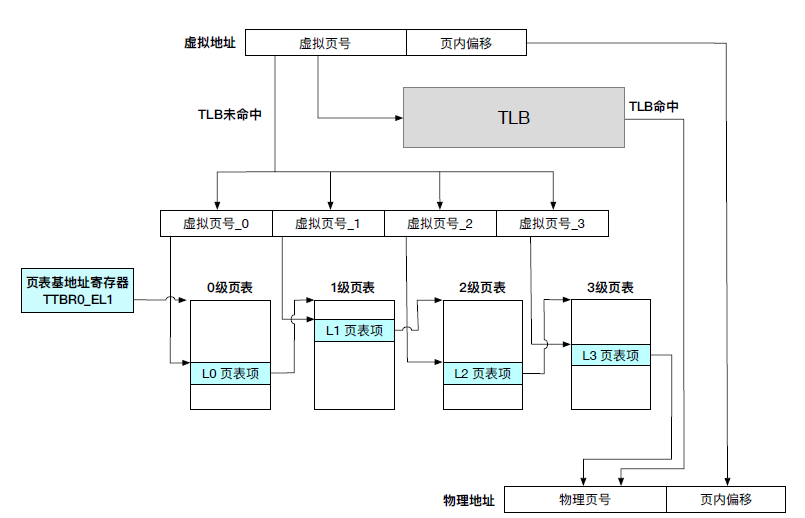 虚拟地址
虚拟页号
页内偏移
TLB未命中
TLB
TLB命中
虚拟页号_0
虚拟页号_1
虚拟页号_2
虚拟页号_3
页表基地址寄存器
TTBR0_EL1
0级页表
1级页表
2级页表
3级页表
L0 页表项
L1 页表项
L2 页表项
L3 页表项
物理地址
物理页号
页内偏移